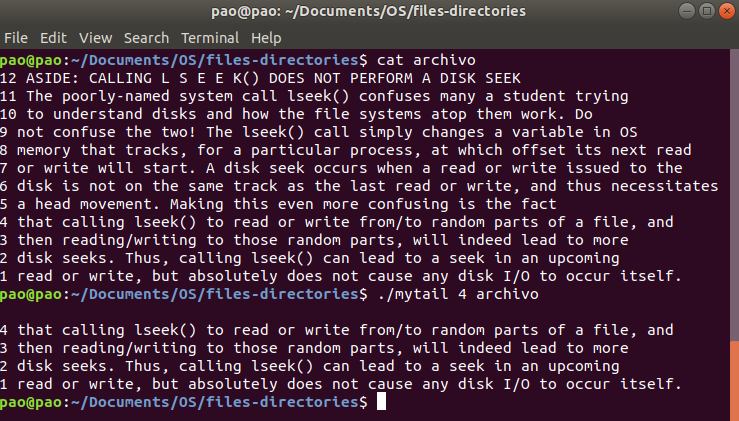 pao@pao: ~/Documents/OS/files-directories
File Edit View Search Terminal Help
pao@pao:~/Documents/OS/files-directories$ cat archivo
12 ASIDE: CALLING L S E E K() DOES NOT PERFORM A DISK SEEK
11 The poorly-named system call lseek() confuses many a student trying
10 to understand disks and how the file systems atop them work. Do
9 not confuse the two! The lseek() call simply changes a variable in OS
8 memory that tracks, for a particular process, at which offset its next read
7 or write will start. A disk seek occurs when a read or write issued to the
6 disk is not on the same track as the last read or write, and thus necessitates
5 a head movement. Making this even more confusing is the fact
4 that calling lseek() to read or write from/to random parts of a file, and
3 then reading/writing to those random parts, will indeed lead to more
2 disk seeks. Thus, calling lseek() can lead to a seek in an upcoming
1 read or write, but absolutely does not cause any disk I/O to occur itself.
pao@pao:~/Documents/OS/files-directories$ ./mytail 4 archivo
4 that calling lseek() to read or write from/to random parts of a file, and
3 then reading/writing to those random parts, will indeed lead to more
2 disk seeks. Thus, calling lseek() can lead to a seek in an upcoming
1 read or write, but absolutely does not cause any disk I/O to occur itself.
pao@pao:~/Documents/OS/files-directories$